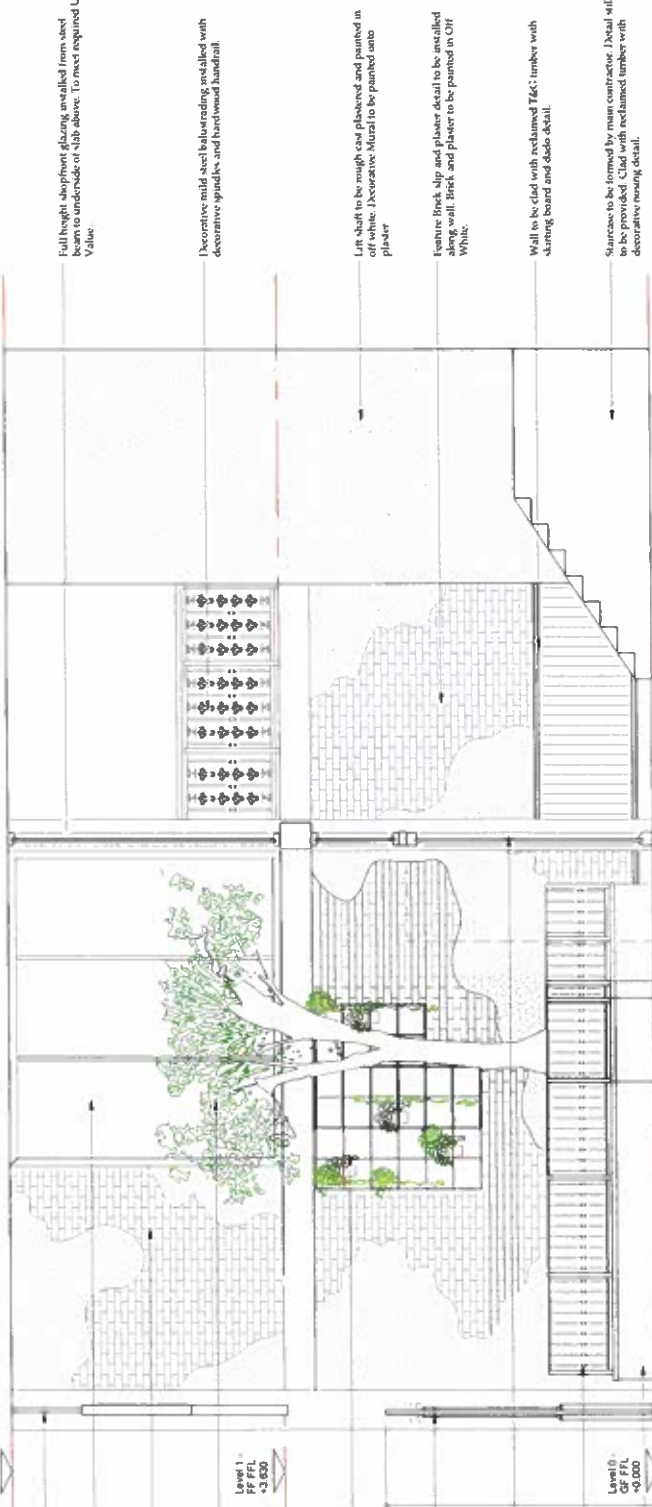 Full height shopfront glazing installed from steel
beam to underside of slab above. To meet required U
Value
Decorative mild steel balustrading installed with
decorative spindles and hardwood handrail.
Lift shaft to be rough cast plastered and painted in
off white. Decorative Mural to be painted onto
plaster
Feature Brick slip and plaster detail to be installed
along wall. Brick and plaster to be painted in Off
White.
Wall to be clad with reclaimed T&G timber with
skirting board and dado detail.
Staircase to be formed by main contractor. Detail stil
to be provided. Clad with reclaimed timber with
decorative nosing detail.
Level 1 -
FF FFL
+3.630
Level 0 -
GF FFL
+0.000